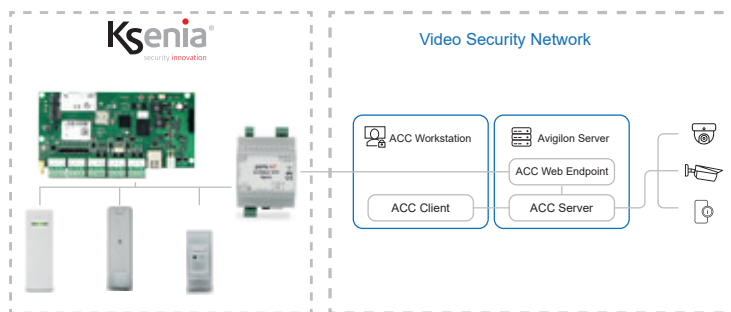 Ksenia®
security innovation
Video Security Network
ACC Workstation
Avigilon Server
ACC Web Endpoint
ACC Client
ACC Server